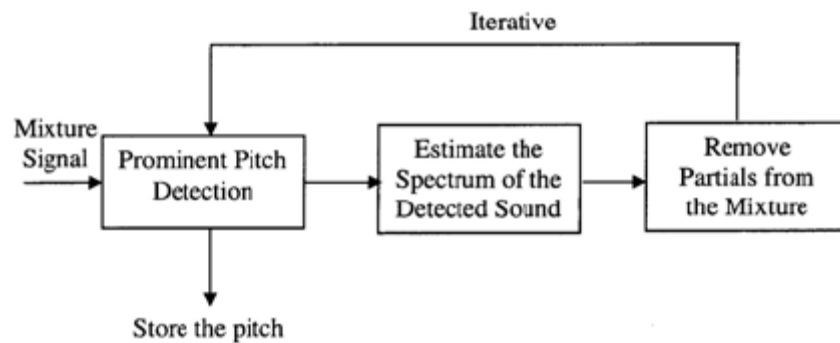 Iterative
Mixture
Signal
Prominent Pitch
Detection
Estimate the
Spectrum of the
Detected Sound
Remove
Partials from
the Mixture
Store the pitch